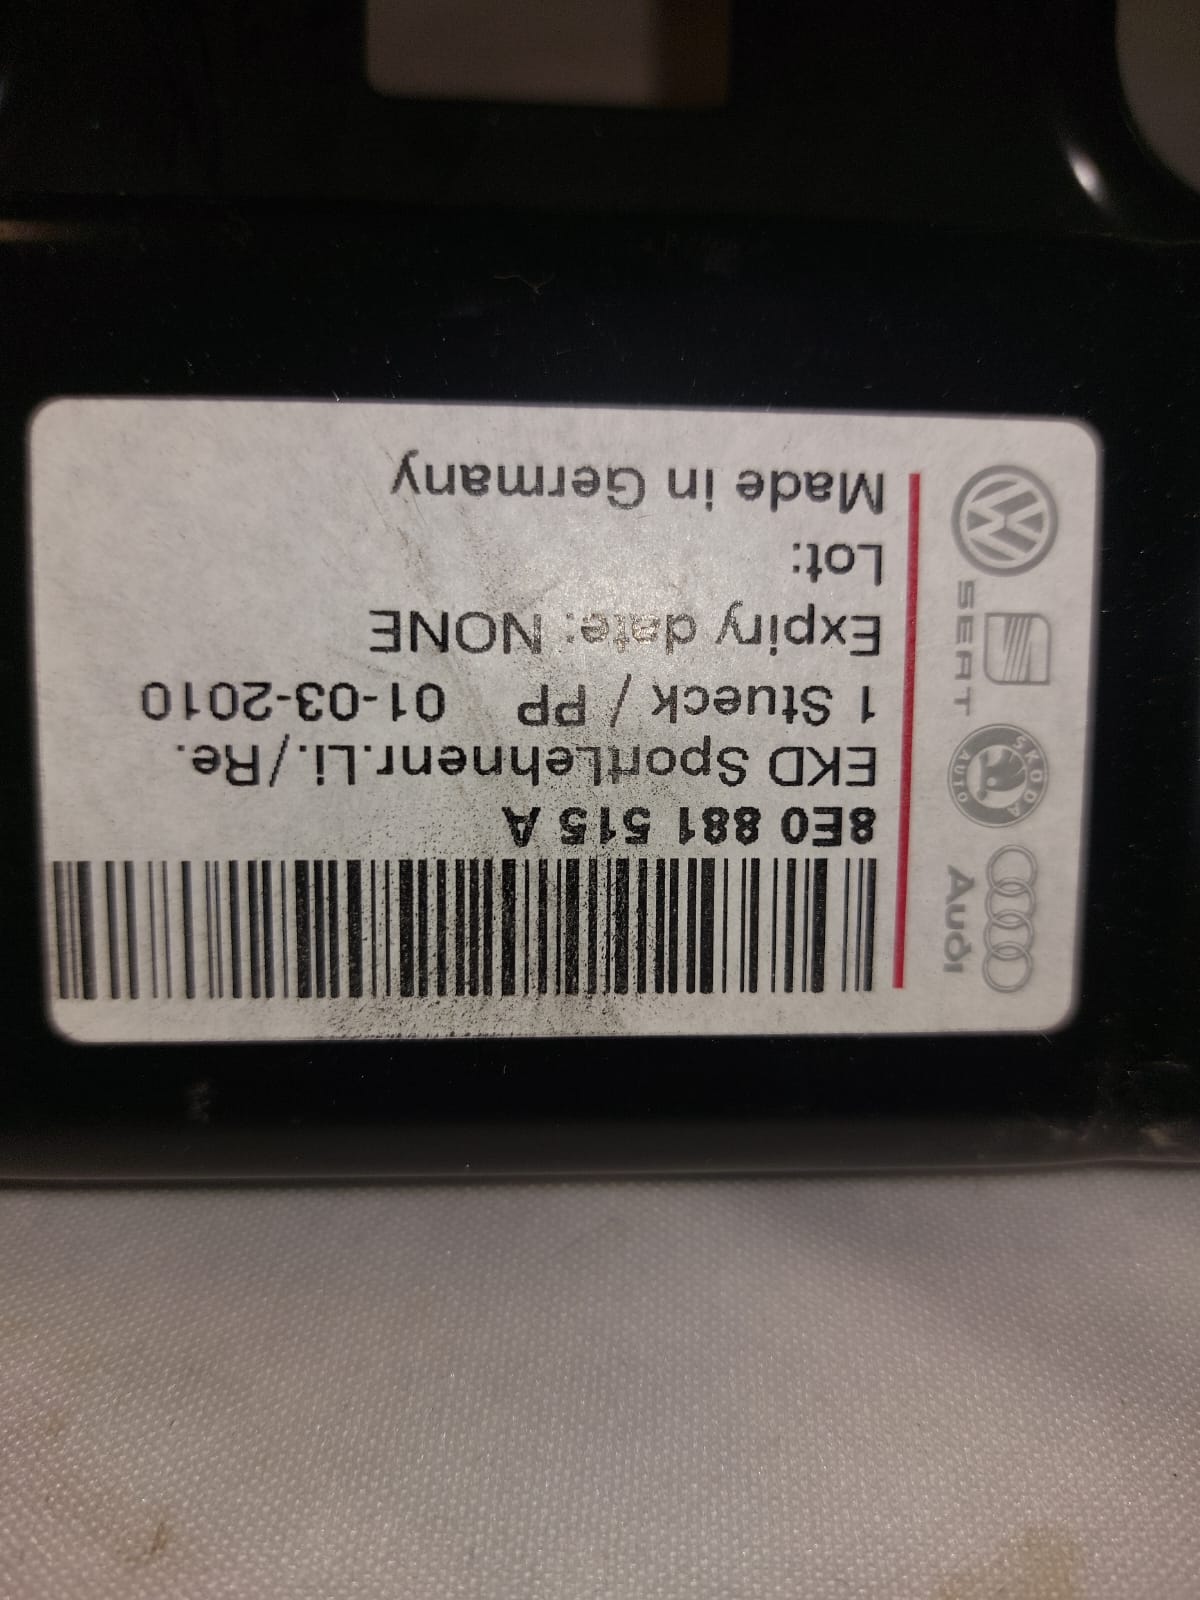 8E0 881 515 A
EKD SportLehnenr.Li./Re.
1 Stueck / PP 01-03-2010
Expiry date: NONE
Lot:
Made in Germany
Audi
SKODA
AUTO
SEAT